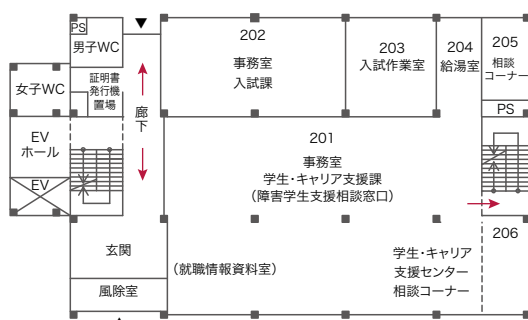 PS
男子WC
202
事務室
入試課
203
入試作業室
204
給湯室
205
相談
コーナー
女子WC
証明書
発行機
置場
廊下
PS
EV
ホール
201
事務室
学生・キャリア支援課
(障害学生支援相談窓口)
EV
玄関
(就職情報資料室)
学生・キャリア
支援センター
相談コーナー
206
風除室